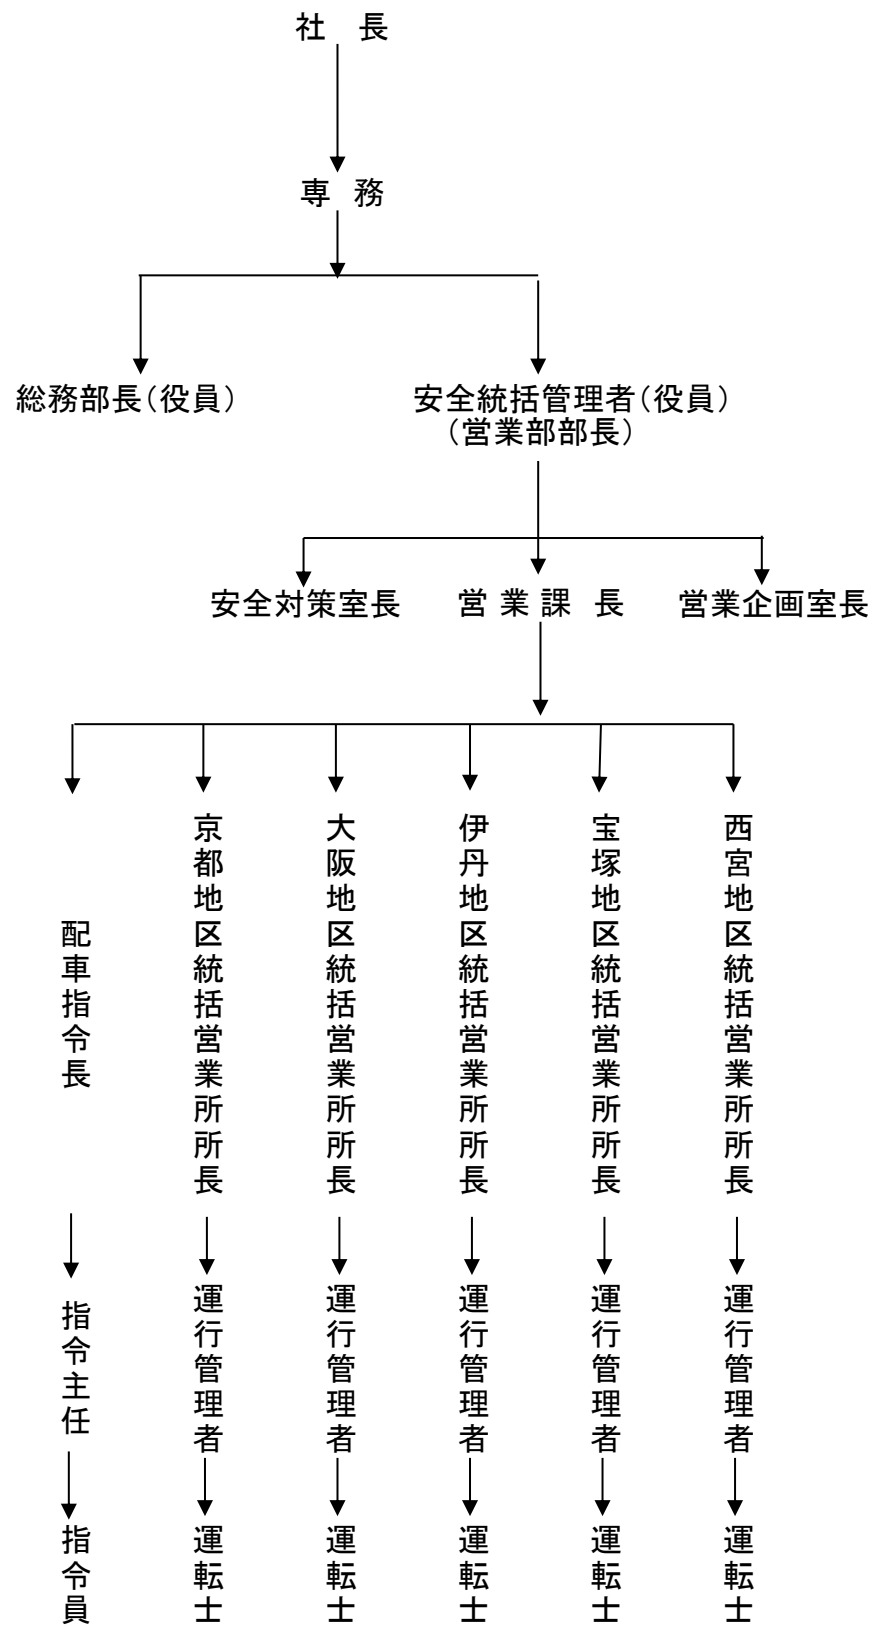 社 長
専 務
総務部長（役員）
安全統括管理者（役員）
（営業部部長）
安全対策室長
営 業 課 長
営業企画室長
配車指令長
京都地区統括営業所所長
大阪地区統括営業所所長
伊丹地区統括営業所所長
宝塚地区統括営業所所長
西宮地区統括営業所所長
指令主任
運行管理者
運行管理者
運行管理者
運行管理者
運行管理者
指令員
運転士
運転士
運転士
運転士
運転士